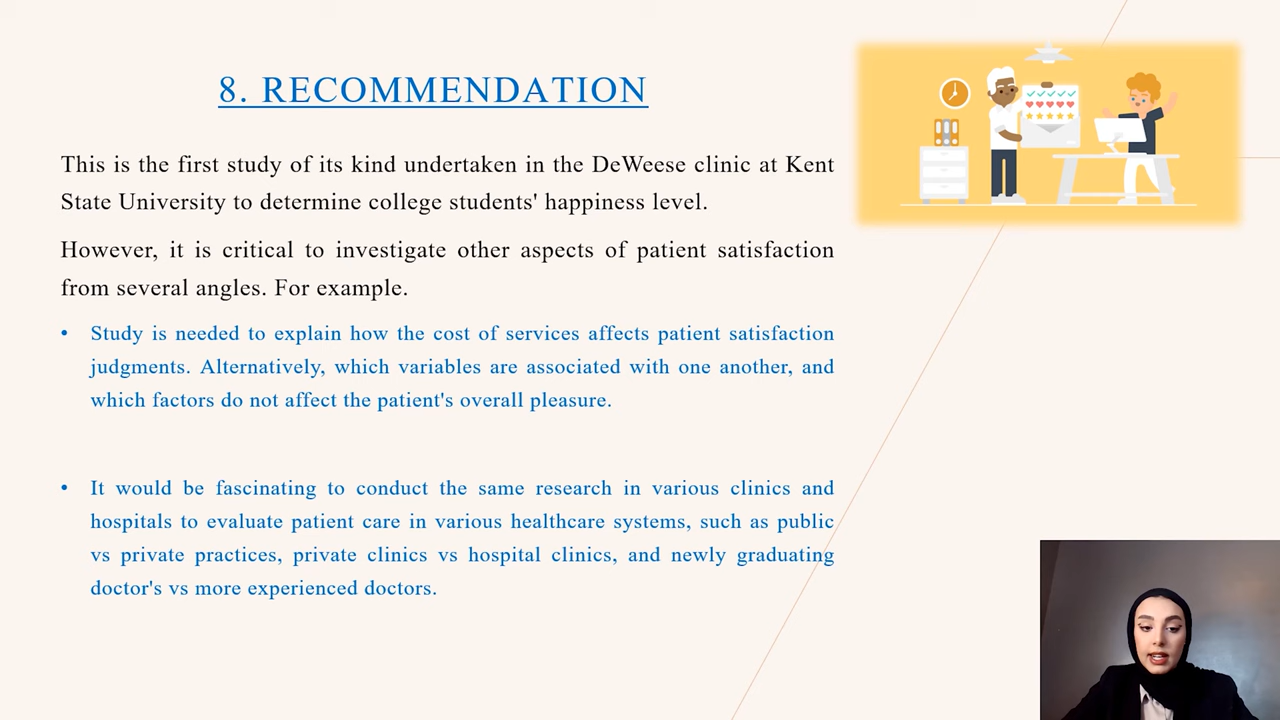 8. RECOMMENDATION
This is the first study of its kind undertaken in the DeWeese clinic at Kent
State University to determine college students' happiness level.
However, it is critical to investigate other aspects of patient satisfaction
from several angles. For example.
• Study is needed to explain how the cost of services affects patient satisfaction
judgments. Alternatively, which variables are associated with one another, and
which factors do not affect the patient's overall pleasure.
• It would be fascinating to conduct the same research in various clinics and
hospitals to evaluate patient care in various healthcare systems, such as public
vs private practices, private clinics vs hospital clinics, and newly graduating
doctor's vs more experienced doctors.